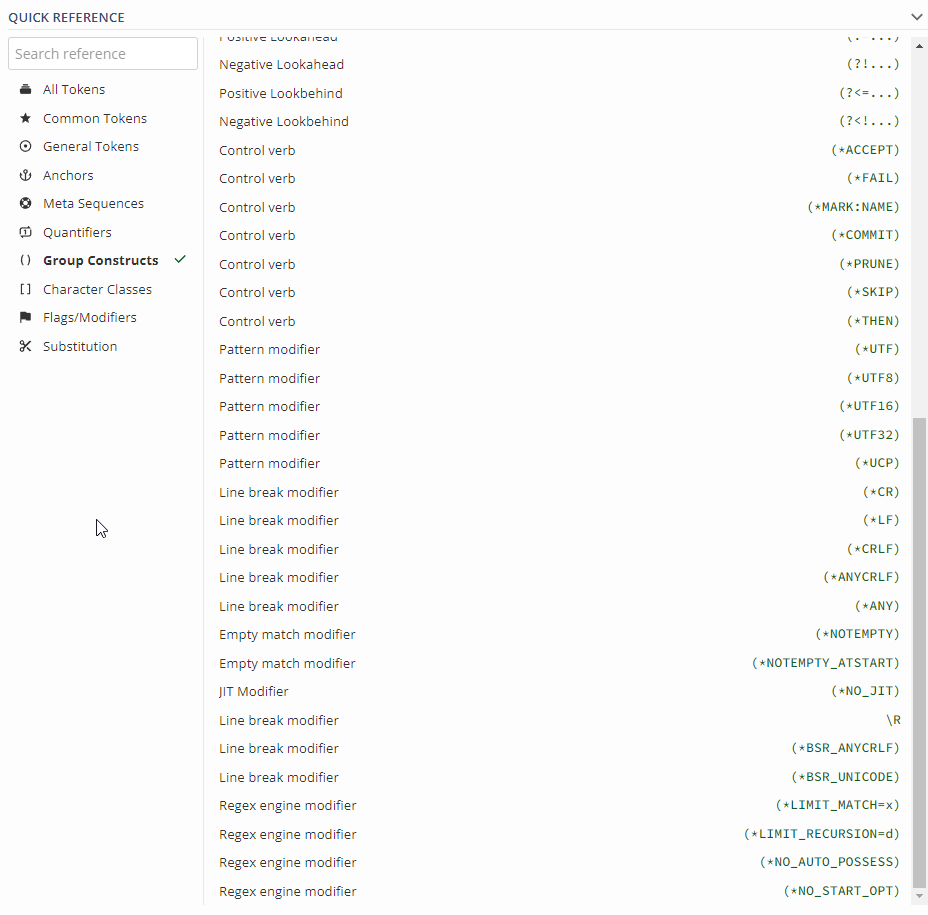 QUICK REFERENCE
Search reference
All Tokens
Common Tokens
General Tokens
Anchors
Meta Sequences
Quantifiers
Group Constructs
Character Classes
Flags/Modifiers
Substitution
Positive Lookahead (?=...)
Negative Lookahead (?!...)
Positive Lookbehind (?<=...)
Negative Lookbehind (?<!...)
Control verb (*ACCEPT)
Control verb (*FAIL)
Control verb (*MARK:NAME)
Control verb (*COMMIT)
Control verb (*PRUNE)
Control verb (*SKIP)
Control verb (*THEN)
Pattern modifier (*UTF)
Pattern modifier (*UTF8)
Pattern modifier (*UTF16)
Pattern modifier (*UTF32)
Pattern modifier (*UCP)
Line break modifier (*CR)
Line break modifier (*LF)
Line break modifier (*CRLF)
Line break modifier (*ANYCRLF)
Line break modifier (*ANY)
Empty match modifier (*NOTEMPTY)
Empty match modifier (*NOTEMPTY_ATSTART)
JIT Modifier (*NO_JIT)
Line break modifier \R
Line break modifier (*BSR_ANYCRLF)
Line break modifier (*BSR_UNICODE)
Regex engine modifier (*LIMIT_MATCH=x)
Regex engine modifier (*LIMIT_RECURSION=d)
Regex engine modifier (*NO_AUTO_POSSESS)
Regex engine modifier (*NO_START_OPT)